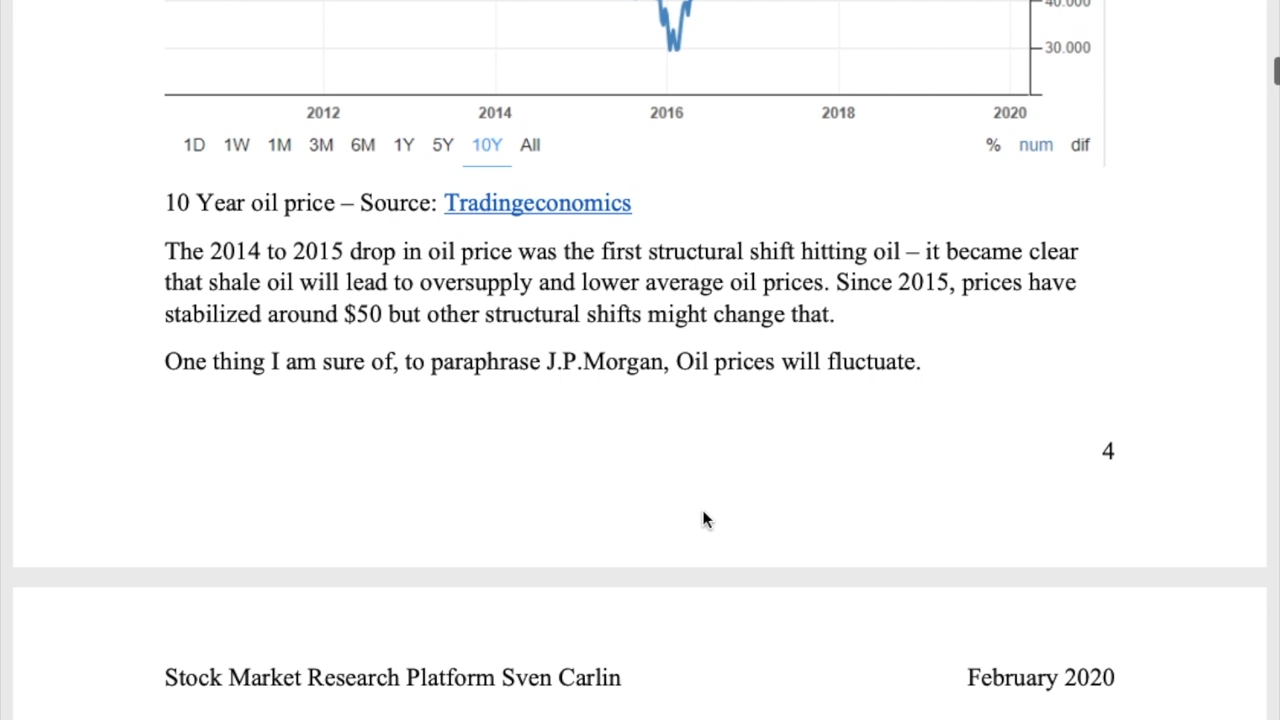 40.000
30.000
2012 2014 2016 2018 2020
1D 1W 1M 3M 6M 1Y 5Y 10Y All % num dif
10 Year oil price – Source: Tradingeconomics
The 2014 to 2015 drop in oil price was the first structural shift hitting oil – it became clear
that shale oil will lead to oversupply and lower average oil prices. Since 2015, prices have
stabilized around $50 but other structural shifts might change that.
One thing I am sure of, to paraphrase J.P.Morgan, Oil prices will fluctuate.
4
Stock Market Research Platform Sven Carlin February 2020